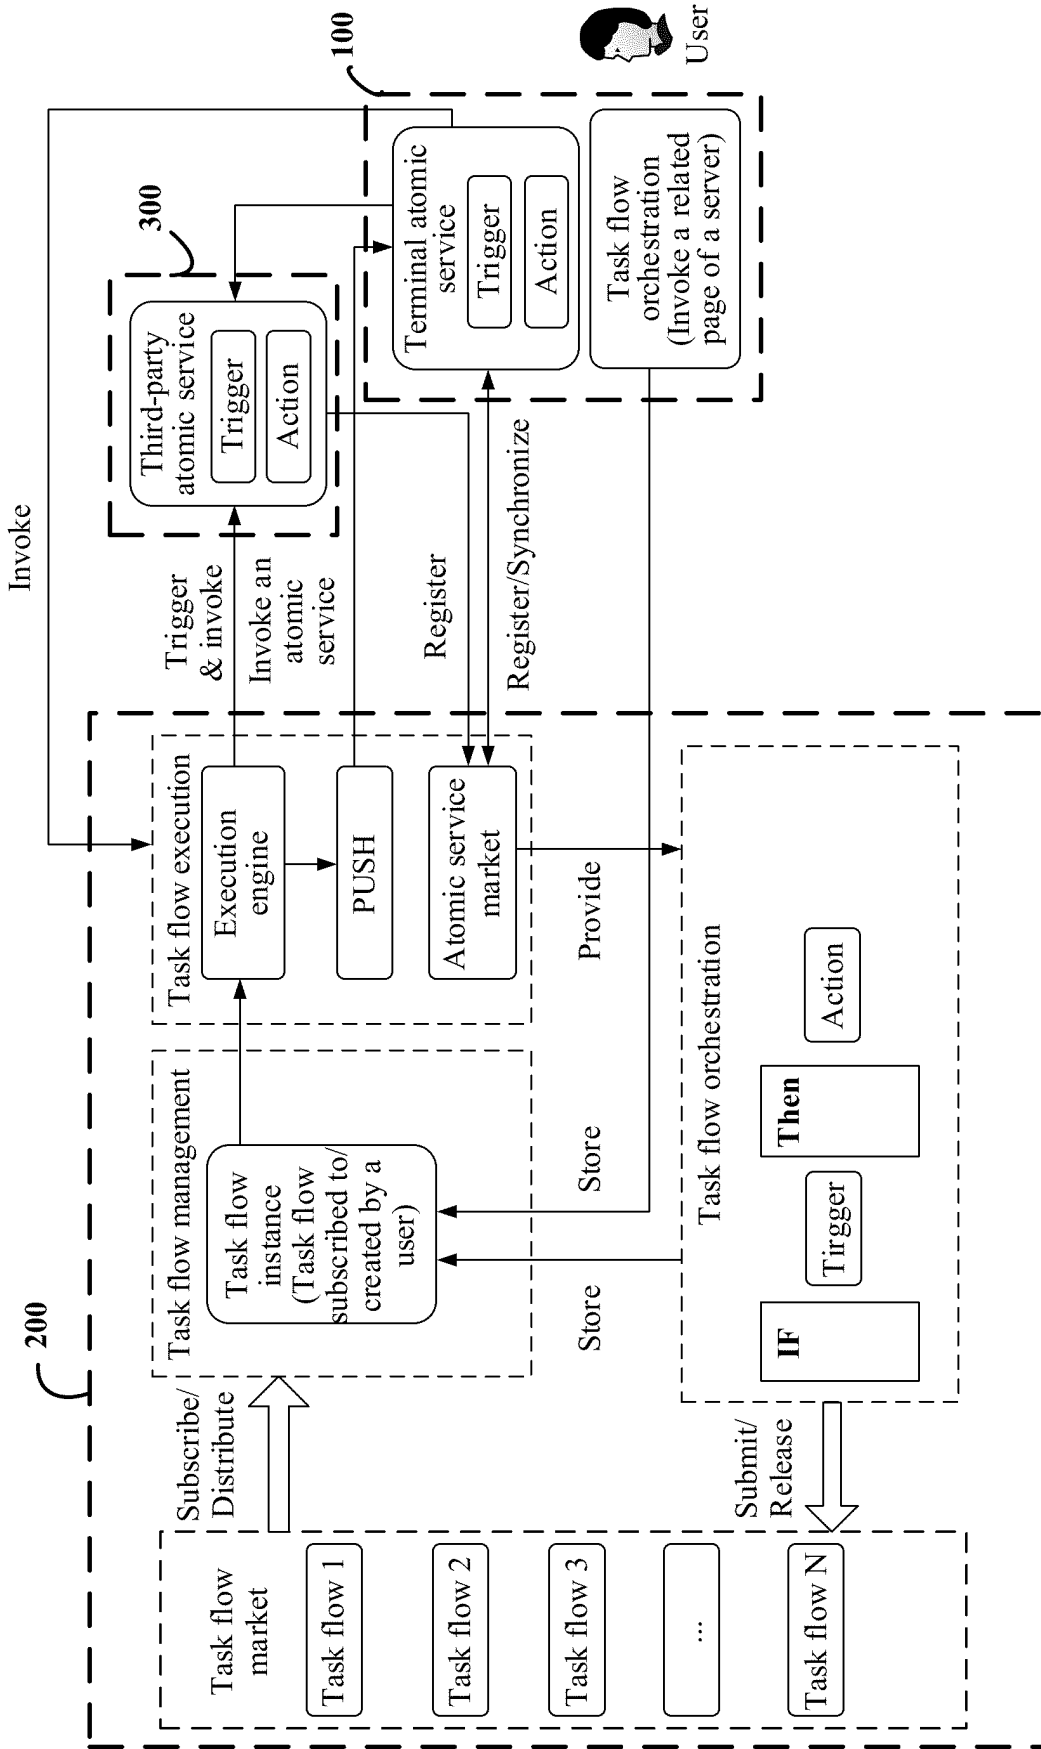 200
Task flow
market
Task flow 1
Task flow 2
Task flow 3
...
Task flow N
Subscribe/
Distribute
Submit/
Release
Task flow management
Task flow
instance
(Task flow
subscribed to/
created by a
user)
Store
Store
Task flow execution
Execution
engine
PUSH
Atomic service
market
Provide
Task flow orchestration
IF
Tirgger
Then
Action
Invoke
Trigger
& invoke
Invoke an
atomic
service
Register
Register/Synchronize
300
Third-party
atomic service
Trigger
Action
100
Terminal atomic
service
Trigger
Action
Task flow
orchestration
(Invoke a related
page of a server)
User